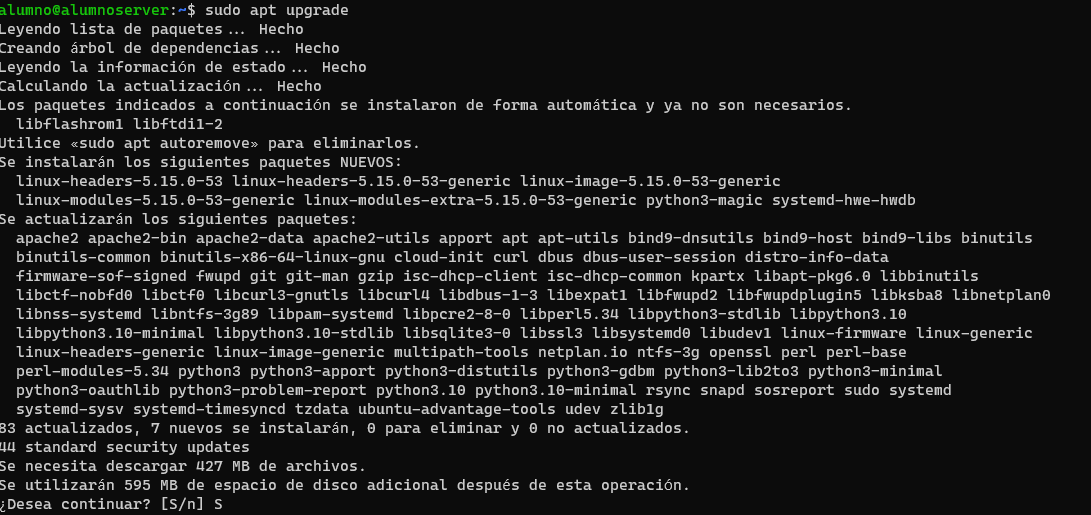 alumno@alumnoserver:~$ sudo apt upgrade
Leyendo lista de paquetes... Hecho
Creando árbol de dependencias... Hecho
Leyendo la información de estado... Hecho
Calculando la actualización... Hecho
Los paquetes indicados a continuación se instalaron de forma automática y ya no son necesarios.
libflashrom1 libftdi1-2
Utilice «sudo apt autoremove» para eliminarlos.
Se instalarán los siguientes paquetes NUEVOS:
linux-headers-5.15.0-53 linux-headers-5.15.0-53-generic linux-image-5.15.0-53-generic
linux-modules-5.15.0-53-generic linux-modules-extra-5.15.0-53-generic python3-magic systemd-hwe-hwdb
Se actualizarán los siguientes paquetes:
apache2 apache2-bin apache2-data apache2-utils apport apt apt-utils bind9-dnsutils bind9-host bind9-libs binutils
binutils-common binutils-x86-64-linux-gnu cloud-init curl dbus dbus-user-session distro-info-data
firmware-sof-signed fwupd git git-man gzip isc-dhcp-client isc-dhcp-common kpartx libapt-pkg6.0 libbinutils
libctf-nobfd0 libctf0 libcurl3-gnutls libcurl4 libdbus-1-3 libexpat1 libfwupd2 libfwupdplugin5 libksba8 libnetplan0
libnss-systemd libntfs-3g89 libpam-systemd libpcre2-8-0 libperl5.34 libpython3-stdlib libpython3.10
libpython3.10-minimal libpython3.10-stdlib libsqlite3-0 libssl3 libsystemd0 libudev1 linux-firmware linux-generic
linux-headers-generic linux-image-generic multipath-tools netplan.io ntfs-3g openssl perl perl-base
perl-modules-5.34 python3 python3-apport python3-distutils python3-gdbm python3-lib2to3 python3-minimal
python3-oauthlib python3-problem-report python3.10 python3.10-minimal rsync snapd sosreport sudo systemd
systemd-sysv systemd-timesyncd tzdata ubuntu-advantage-tools udev zlib1g
83 actualizados, 7 nuevos se instalarán, 0 para eliminar y 0 no actualizados.
44 standard security updates
Se necesita descargar 427 MB de archivos.
Se utilizarán 595 MB de espacio de disco adicional después de esta operación.
¿Desea continuar? [S/n] S